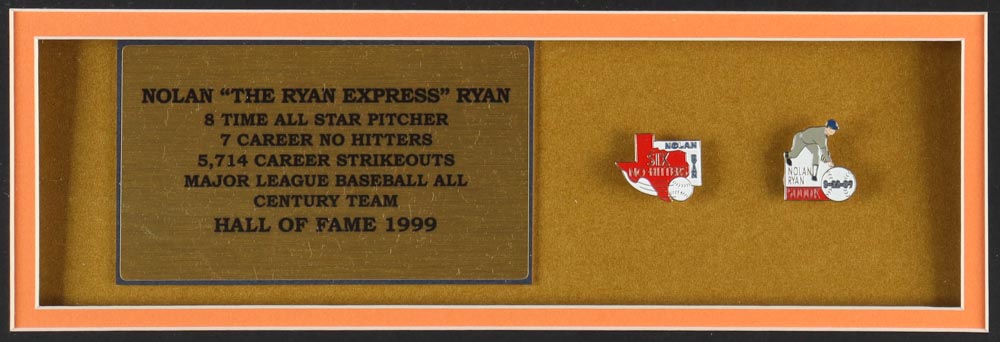 NOLAN “THE RYAN EXPRESS” RYAN
8 TIME ALL STAR PITCHER
7 CAREER NO HITTERS
5,714 CAREER STRIKEOUTS
MAJOR LEAGUE BASEBALL ALL
CENTURY TEAM
HALL OF FAME 1999
NOLAN
SIX
NO-HITTERS
NOLAN
RYAN
5000K